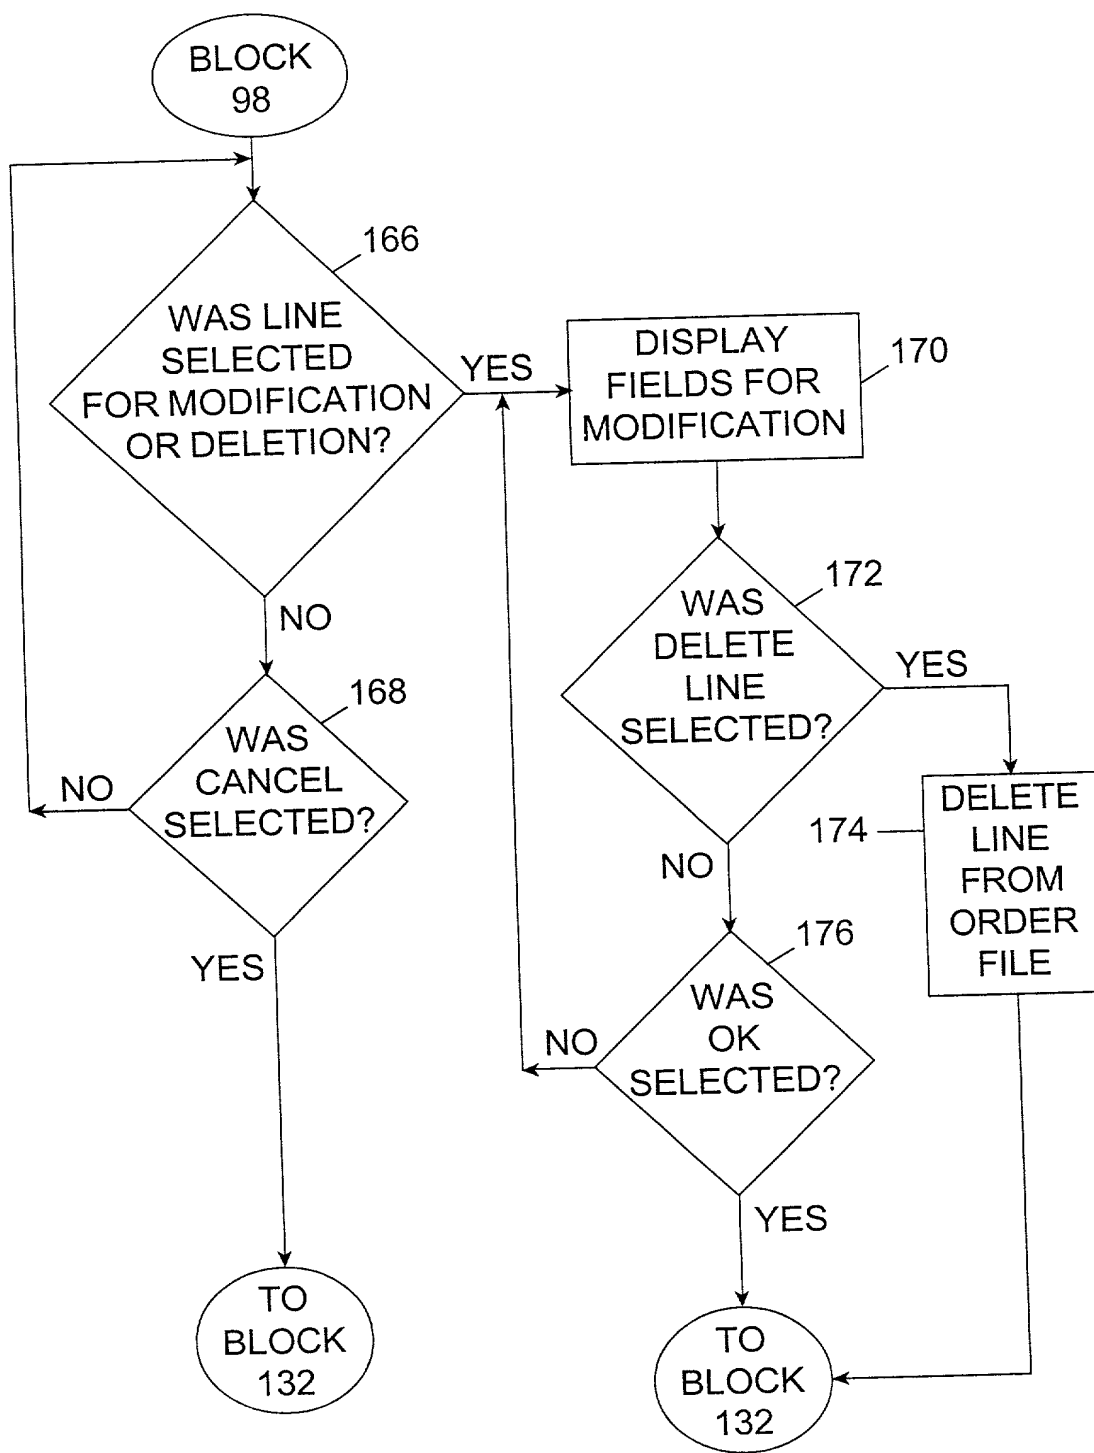 BLOCK
98
166
WAS LINE
SELECTED
FOR MODIFICATION
OR DELETION?
YES
DISPLAY
FIELDS FOR
MODIFICATION
170
NO
168
WAS
CANCEL
SELECTED?
NO
YES
172
WAS
DELETE
LINE
SELECTED?
YES
174
DELETE
LINE
FROM
ORDER
FILE
NO
176
WAS
OK
SELECTED?
NO
YES
TO
BLOCK
132
TO
BLOCK
132